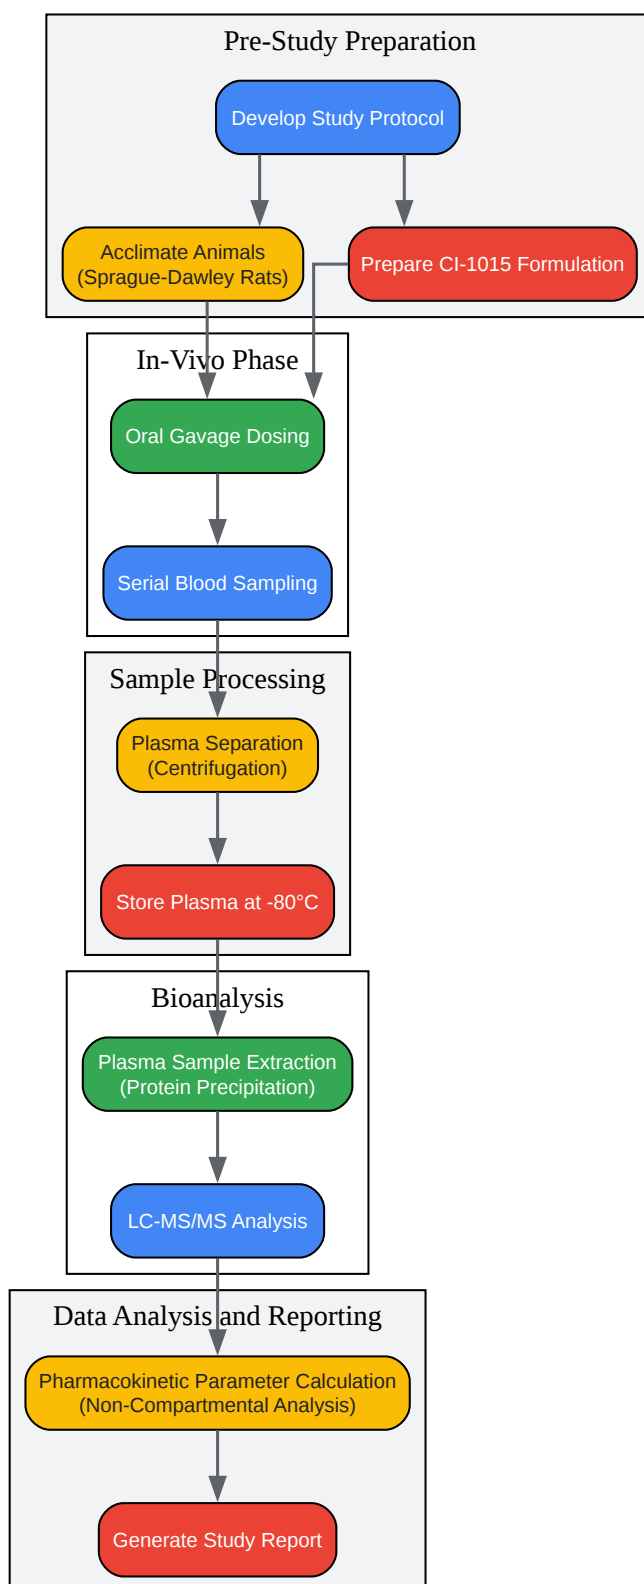 Pre-Study Preparation
Develop Study Protocol
Acclimate Animals
(Sprague-Dawley Rats)
Prepare CI-1015 Formulation
In-Vivo Phase
Oral Gavage Dosing
Serial Blood Sampling
Sample Processing
Plasma Separation
(Centrifugation)
Store Plasma at -80°C
Bioanalysis
Plasma Sample Extraction
(Protein Precipitation)
LC-MS/MS Analysis
Data Analysis and Reporting
Pharmacokinetic Parameter Calculation
(Non-Compartmental Analysis)
Generate Study Report